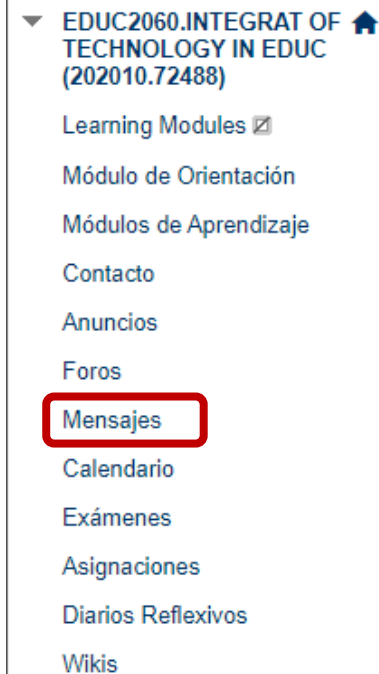 EDUC2060.INTEGRAT OF
TECHNOLOGY IN EDUC
(202010.72488)
Learning Modules
Módulo de Orientación
Módulos de Aprendizaje
Contacto
Anuncios
Foros
Mensajes
Calendario
Exámenes
Asignaciones
Diarios Reflexivos
Wikis